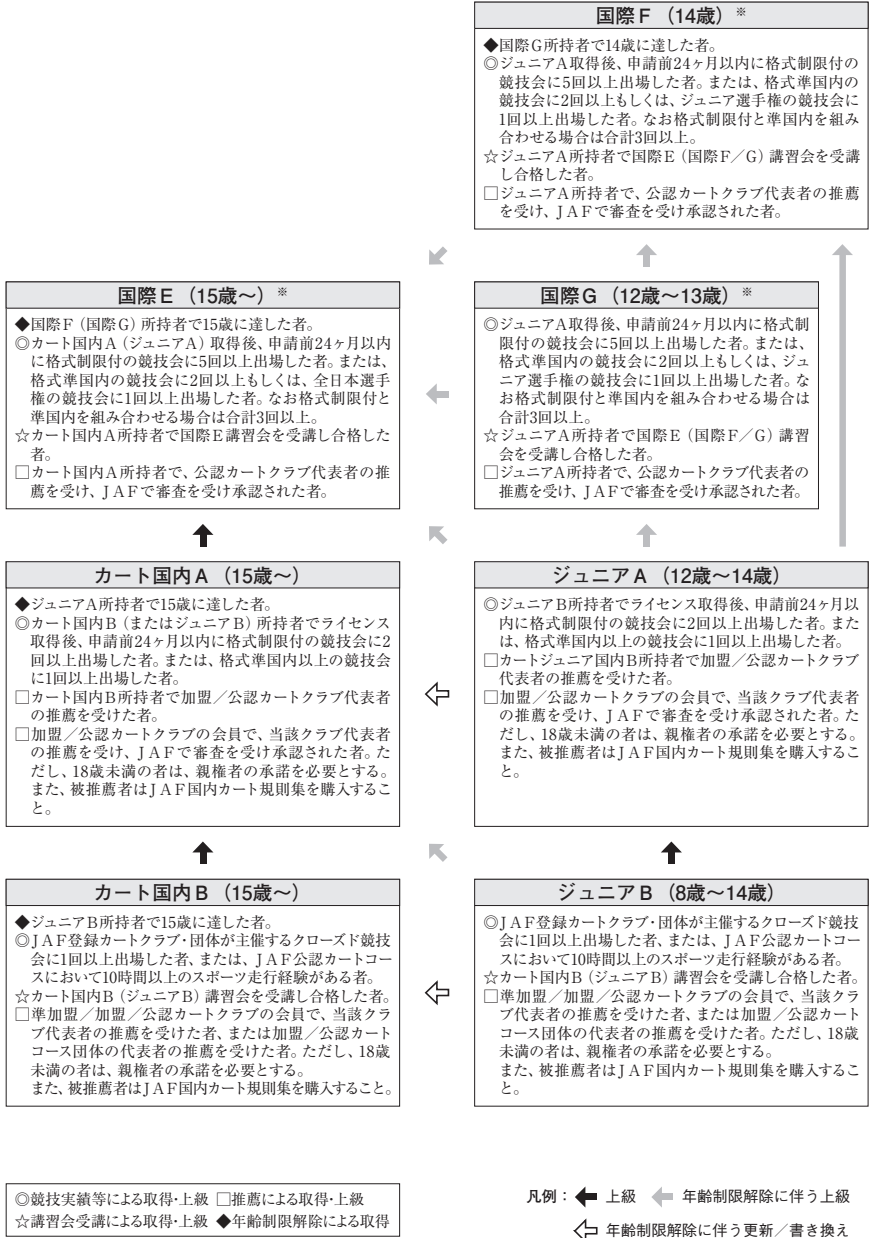 国際F（14歳）※
◆国際G所持者で14歳に達した者。
◎ジュニアA取得後、申請前24ヶ月以内に格式制限付の
競技会に5回以上出場した者。または、格式準国内の
競技会に2回以上もしくは、ジュニア選手権の競技会に
1回以上出場した者。なお格式制限付と準国内を組み
合わせる場合は合計3回以上。
☆ジュニアA所持者で国際E（国際F／G）講習会を受講
し合格した者。
□ジュニアA所持者で、公認カートクラブ代表者の推薦
を受け、JAFで審査を受け承認された者。
国際E（15歳～）※
◆国際F（国際G）所持者で15歳に達した者。
◎カート国内A（ジュニアA）取得後、申請前24ヶ月以内
に格式制限付の競技会に5回以上出場した者。または、
格式準国内の競技会に2回以上もしくは、全日本選手
権の競技会に1回以上出場した者。なお格式制限付と
準国内を組み合わせる場合は合計3回以上。
☆カート国内A所持者で国際E講習会を受講し合格した
者。
□カート国内A所持者で、公認カートクラブ代表者の推
薦を受け、JAFで審査を受け承認された者。
国際G（12歳～13歳）※
◎ジュニアA取得後、申請前24ヶ月以内に格式制
限付の競技会に5回以上出場した者。または、
格式準国内の競技会に2回以上もしくは、ジュ
ニア選手権の競技会に1回以上出場した者。な
お格式制限付と準国内を組み合わせる場合は
合計3回以上。
☆ジュニアA所持者で国際E（国際F／G）講習
会を受講し合格した者。
□ジュニアA所持者で、公認カートクラブ代表者の
推薦を受け、JAFで審査を受け承認された者。
カート国内A（15歳～）
◆ジュニアA所持者で15歳に達した者。
◎カート国内B（またはジュニアB）所持者でライセンス
取得後、申請前24ヶ月以内に格式制限付の競技会に2
回以上出場した者。または、格式準国内以上の競技会
に1回以上出場した者。
□カート国内B所持者で加盟／公認カートクラブ代表者
の推薦を受けた者。
□加盟／公認カートクラブの会員で、当該クラブ代表者
の推薦を受け、JAFで審査を受け承認された者。た
だし、18歳未満の者は、親権者の承諾を必要とする。
また、被推薦者はJAF国内カート規則集を購入するこ
と。
ジュニアA（12歳～14歳）
◎ジュニアB所持者でライセンス取得後、申請前24ヶ月以
内に格式制限付の競技会に2回以上出場した者。また
は、格式準国内以上の競技会に1回以上出場した者。
□カートジュニア国内B所持者で加盟／公認カートクラブ
代表者の推薦を受けた者。
□加盟／公認カートクラブの会員で、当該クラブ代表者
の推薦を受け、JAFで審査を受け承認された者。た
だし、18歳未満の者は、親権者の承諾を必要とする。
また、被推薦者はJAF国内カート規則集を購入するこ
と。
カート国内B（15歳～）
◆ジュニアB所持者で15歳に達した者。
◎JAF登録カートクラブ・団体が主催するクローズド競技
会に1回以上出場した者、または、JAF公認カートコー
スにおいて10時間以上のスポーツ走行経験がある者。
☆カート国内B（ジュニアB）講習会を受講し合格した者。
□準加盟／加盟／公認カートクラブの会員で、当該クラ
ブ代表者の推薦を受けた者、または加盟／公認カート
コース団体の代表者の推薦を受けた者。ただし、18歳
未満の者は、親権者の承諾を必要とする。
また、被推薦者はJAF国内カート規則集を購入すること。
ジュニアB（8歳～14歳）
◎JAF登録カートクラブ・団体が主催するクローズド競技
会に1回以上出場した者、または、JAF公認カートコー
スにおいて10時間以上のスポーツ走行経験がある者。
☆カート国内B（ジュニアB）講習会を受講し合格した者。
□準加盟／加盟／公認カートクラブの会員で、当該クラ
ブ代表者の推薦を受けた者、または加盟／公認カート
コース団体の代表者の推薦を受けた者。ただし、18歳
未満の者は、親権者の承諾を必要とする。
また、被推薦者はJAF国内カート規則集を購入するこ
と。
◎競技実績等による取得・上級 □推薦による取得・上級
☆講習会受講による取得・上級 ◆年齢制限解除による取得
凡例：上級 年齢制限解除に伴う上級
年齢制限解除に伴う更新／書き換え